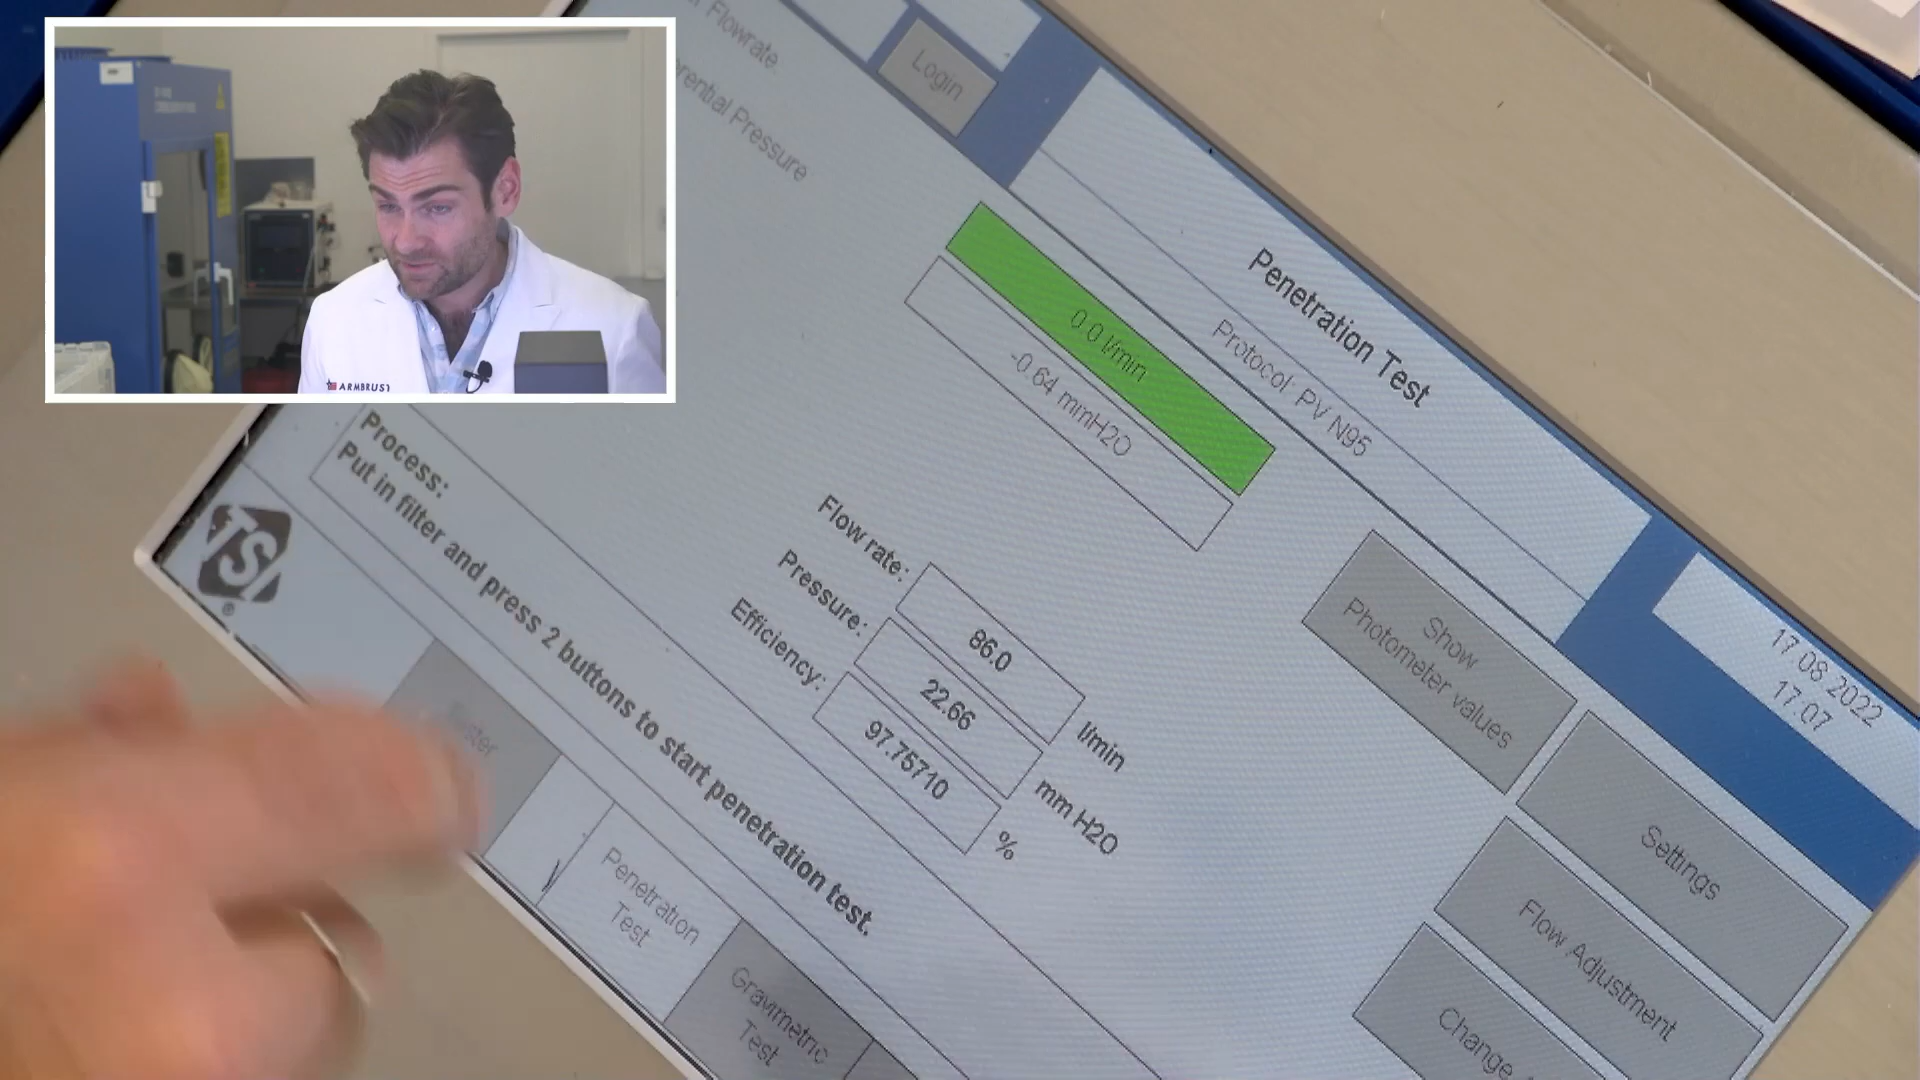 ARMBRUST
Flowrate.
Login
Pressure
Penetration Test
Protocol: PV N95
17.08.2022
17:07
0.0 l/min
-0.64 mmH2O
Flow rate:
86.0
l/min
Pressure:
22.66
mm H2O
Efficiency:
97.75710
%
Show
Photometer values
Settings
Flow Adjustment
Change
Process:
Put in filter and press 2 buttons to start penetration test.
TSI
®
Penetration
Test
Gravimetric
Test